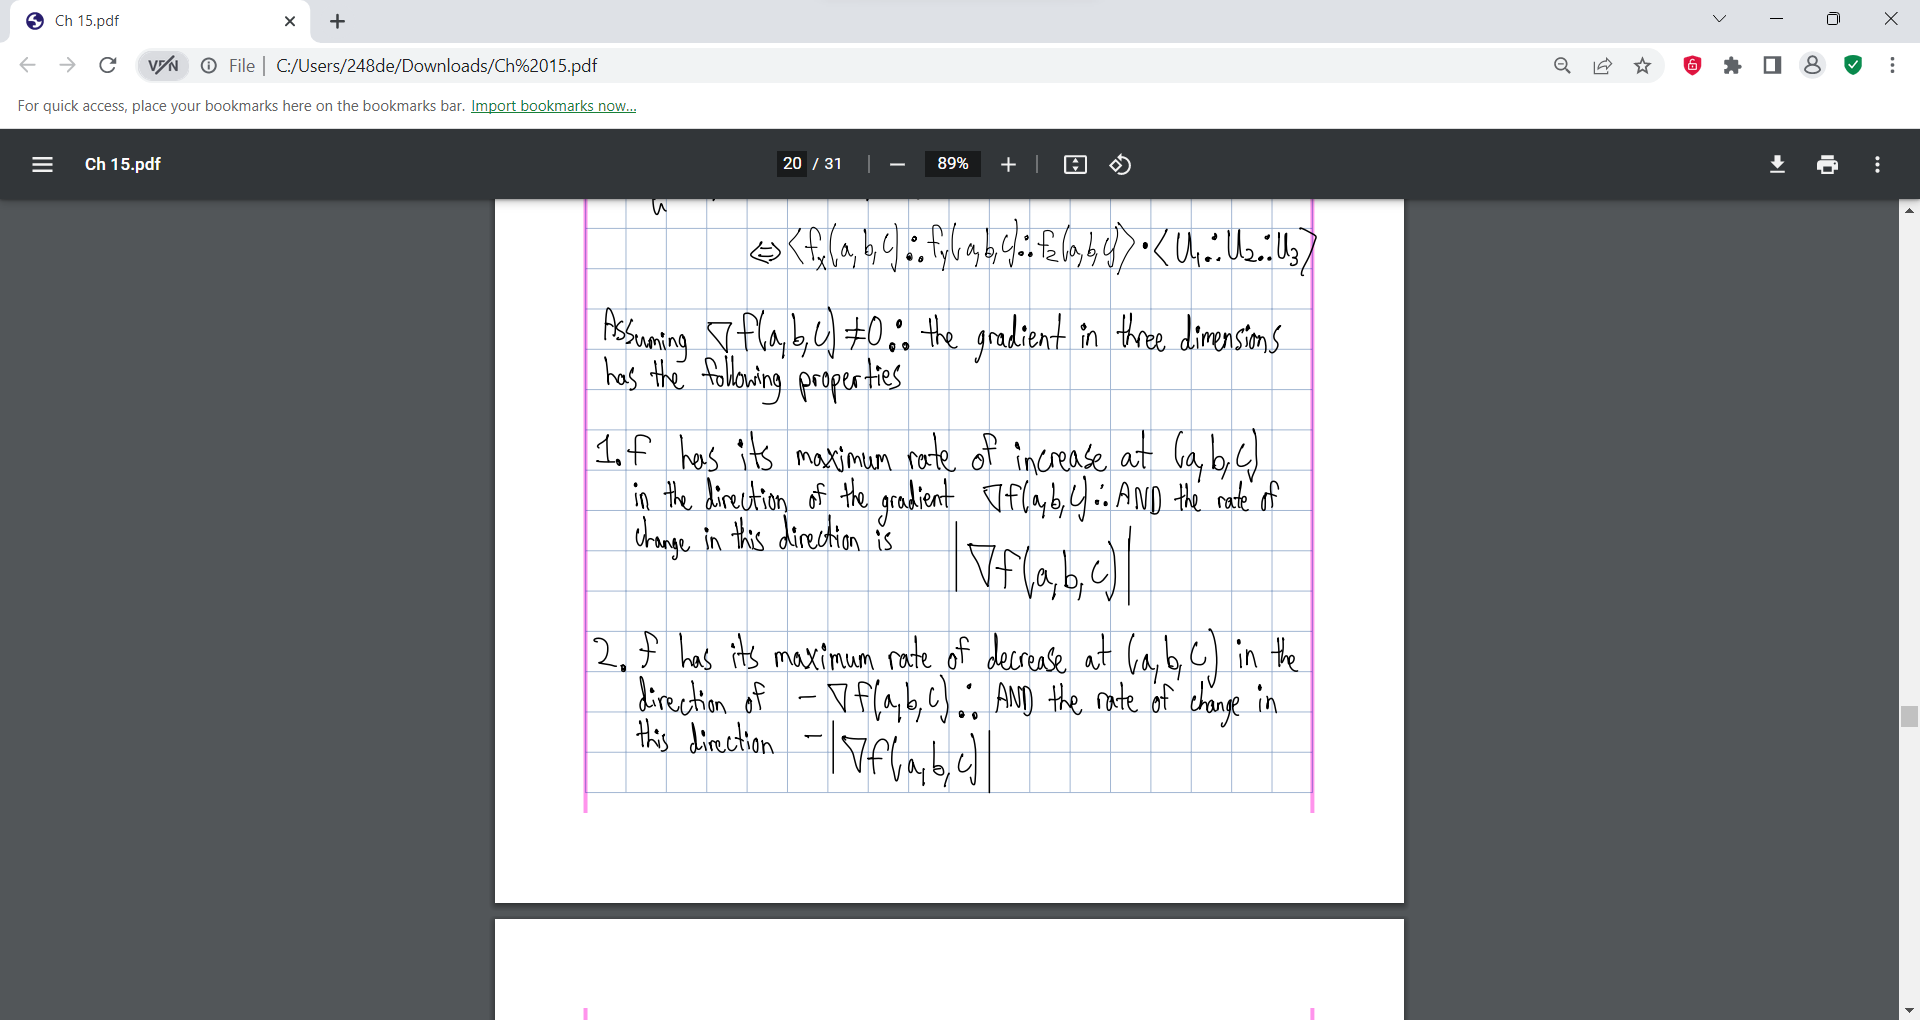 Ch 15.pdf
File
C:/Users/248de/Downloads/Ch%2015.pdf
For quick access, place your bookmarks here on the bookmarks bar. Import bookmarks now...
Ch 15.pdf
20 / 31
89%
⇔ ⟨fₓ(a,b,c) ⁚⁚ f_y(a,b,c) ⁚⁚ f_z(a,b,c)⟩ • ⟨U₁ ⁚⁚ U₂ ⁚⁚ U₃⟩
Assuming ∇f(a,b,c) ≠ 0 ⁚⁚ the gradient in three dimensions
has the following properties
1. f has its maximum rate of increase at (a,b,c)
in the direction of the gradient ∇f(a,b,c) ⁚⁚ AND the rate of
change in this direction is
|∇f(a,b,c)|
2. f has its maximum rate of decrease at (a,b,c) in the
direction of -∇f(a,b,c) ⁚⁚ AND the rate of change in
this direction -|∇f(a,b,c)|